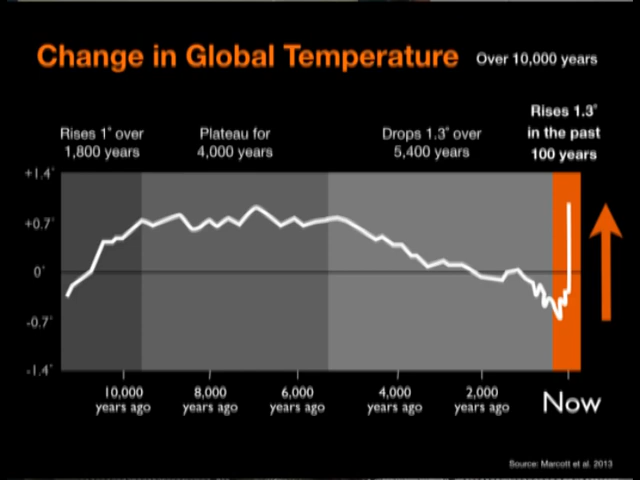 Change in Global Temperature Over 10,000 years
Rises 1° over
1,800 years
Plateau for
4,000 years
Drops 1.3° over
5,400 years
Rises 1.3°
in the past
100 years
+1.4°
+0.7°
0°
-0.7°
-1.4°
10,000
years ago
8,000
years ago
6,000
years ago
4,000
years ago
2,000
years ago
Now
Source: Marcott et al. 2013